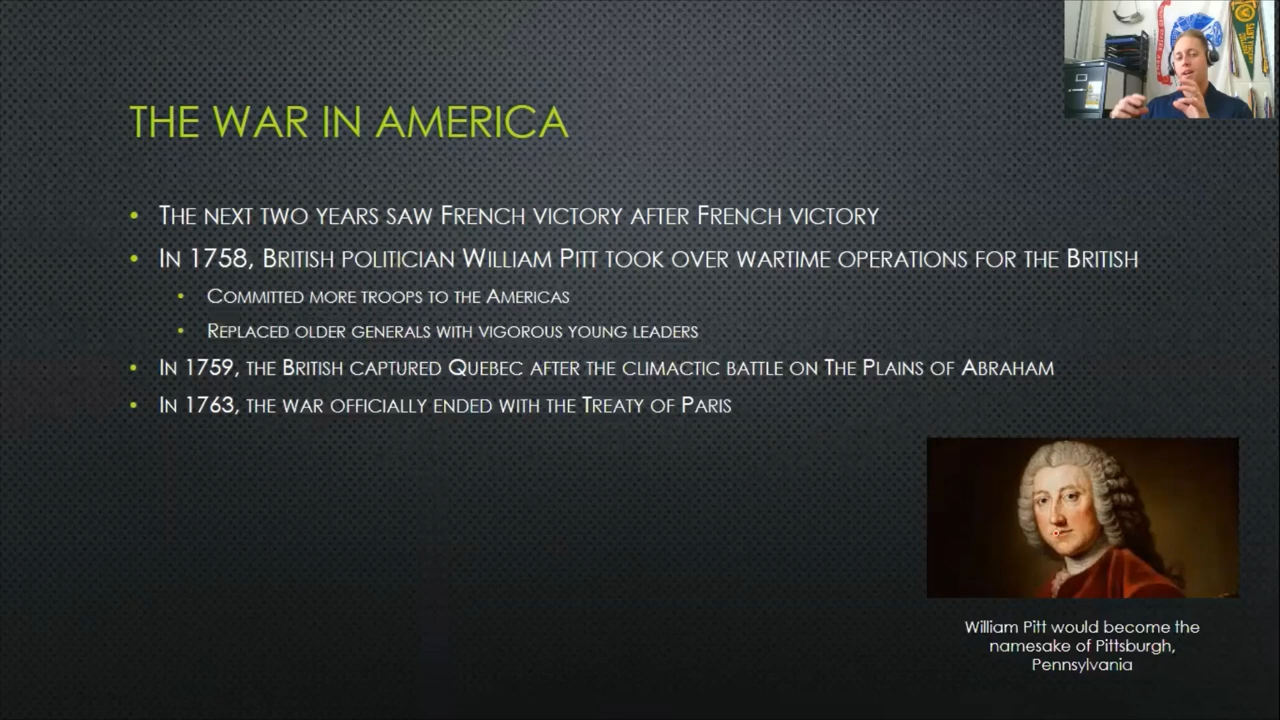 THE WAR IN AMERICA
• THE NEXT TWO YEARS SAW FRENCH VICTORY AFTER FRENCH VICTORY
• IN 1758, BRITISH POLITICIAN WILLIAM PITT TOOK OVER WARTIME OPERATIONS FOR THE BRITISH
• COMMITTED MORE TROOPS TO THE AMERICAS
• REPLACED OLDER GENERALS WITH VIGOROUS YOUNG LEADERS
• IN 1759, THE BRITISH CAPTURED QUEBEC AFTER THE CLIMACTIC BATTLE ON THE PLAINS OF ABRAHAM
• IN 1763, THE WAR OFFICIALLY ENDED WITH THE TREATY OF PARIS
William Pitt would become the
namesake of Pittsburgh,
Pennsylvania